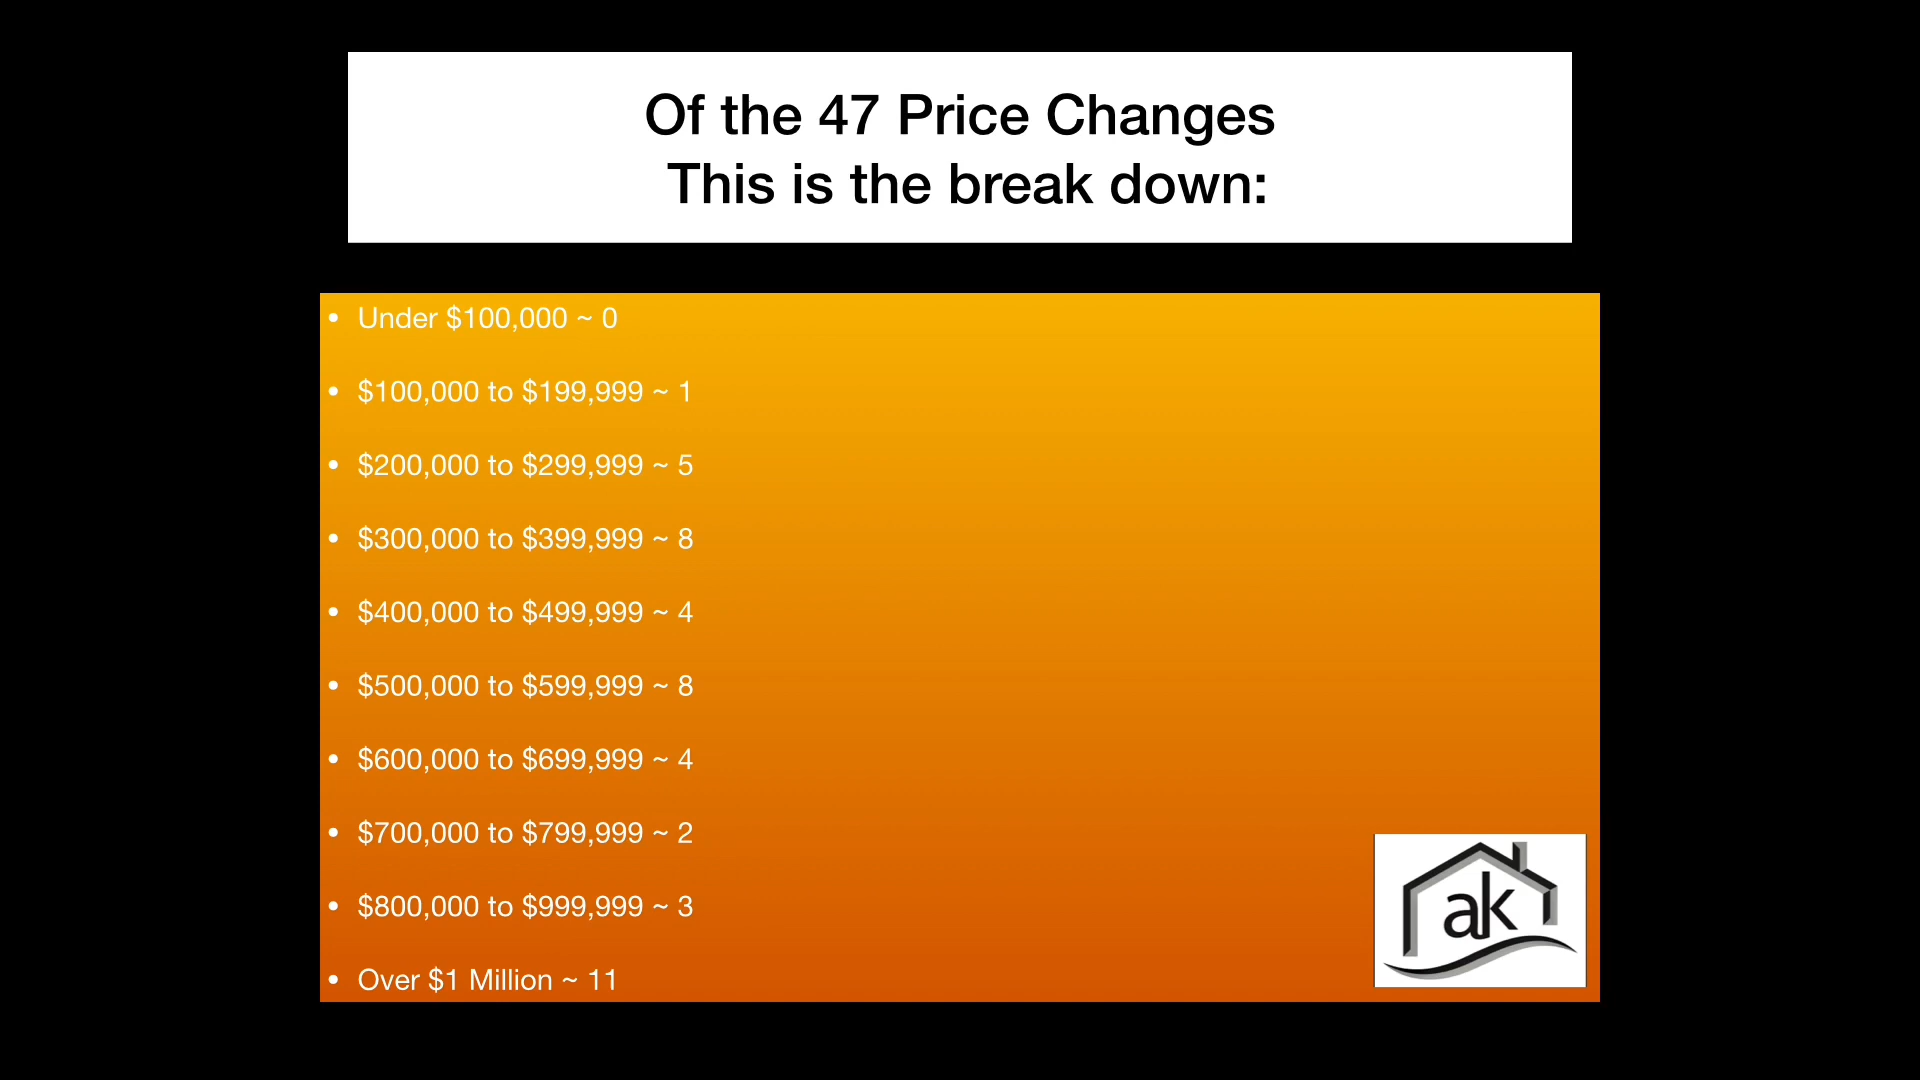 Of the 47 Price Changes
This is the break down:
• Under $100,000 ~ 0
• $100,000 to $199,999 ~ 1
• $200,000 to $299,999 ~ 5
• $300,000 to $399,999 ~ 8
• $400,000 to $499,999 ~ 4
• $500,000 to $599,999 ~ 8
• $600,000 to $699,999 ~ 4
• $700,000 to $799,999 ~ 2
• $800,000 to $999,999 ~ 3
• Over $1 Million ~ 11
ak